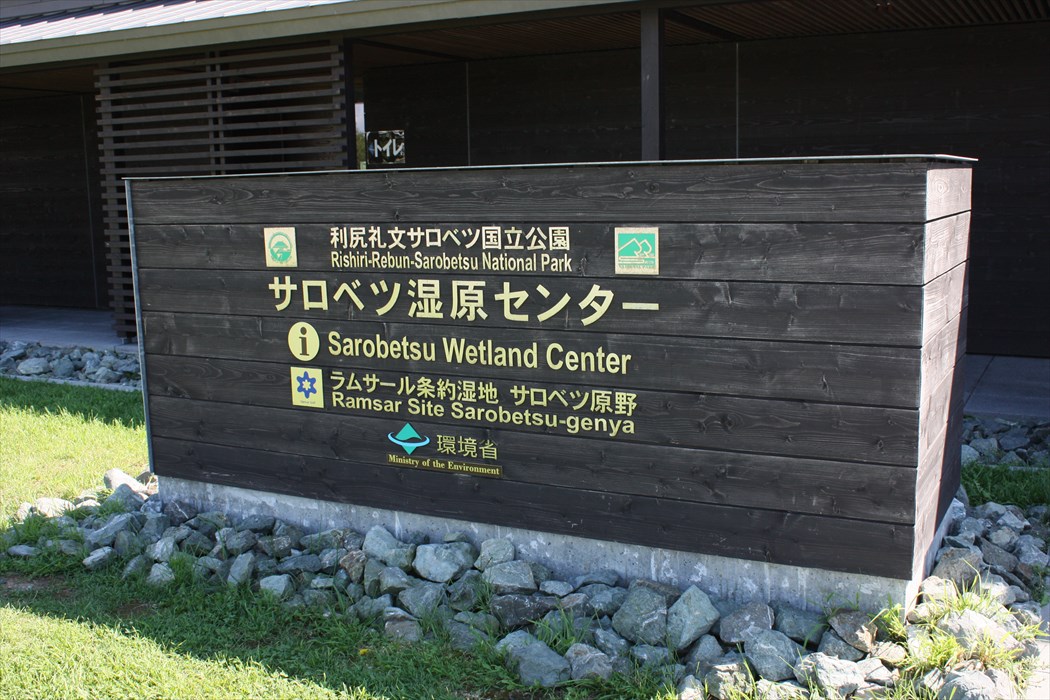 トイレ
利尻礼文サロベツ国立公園
Rishiri-Rebun-Sarobetsu National Park
サロベツ湿原センター
i Sarobetsu Wetland Center
ラムサール条約湿地 サロベツ原野
Ramsar Site Sarobetsu-genya
環境省
Ministry of the Environment